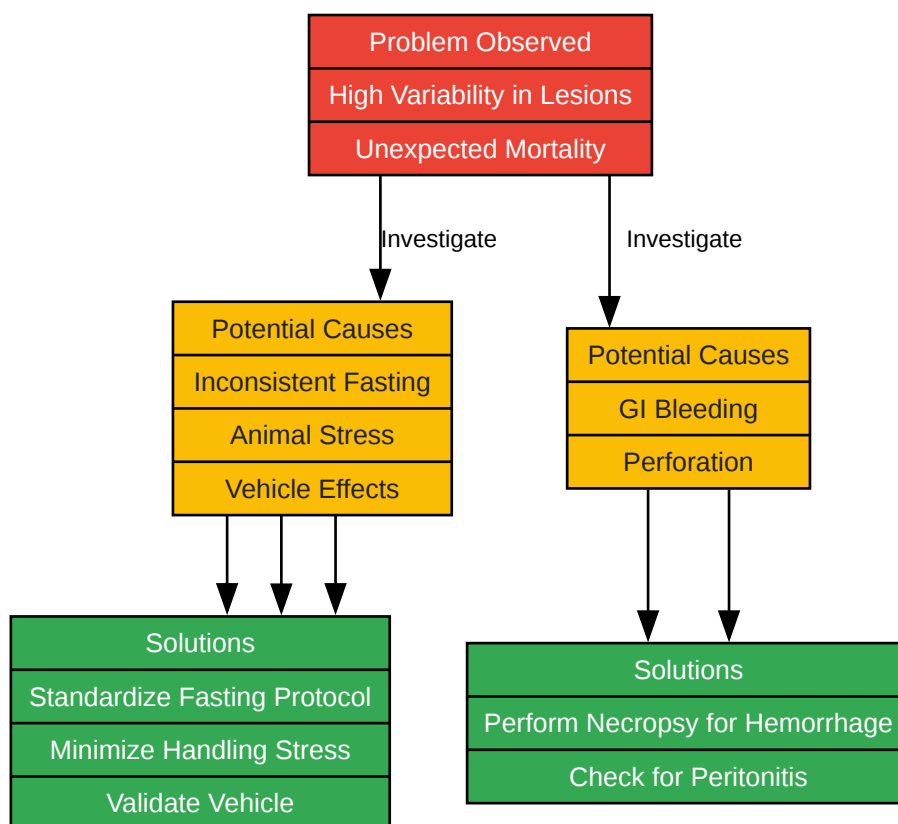 Problem Observed
High Variability in Lesions
Unexpected Mortality
Investigate
Investigate
Potential Causes
Inconsistent Fasting
Animal Stress
Vehicle Effects
Potential Causes
GI Bleeding
Perforation
Solutions
Standardize Fasting Protocol
Minimize Handling Stress
Validate Vehicle
Solutions
Perform Necropsy for Hemorrhage
Check for Peritonitis